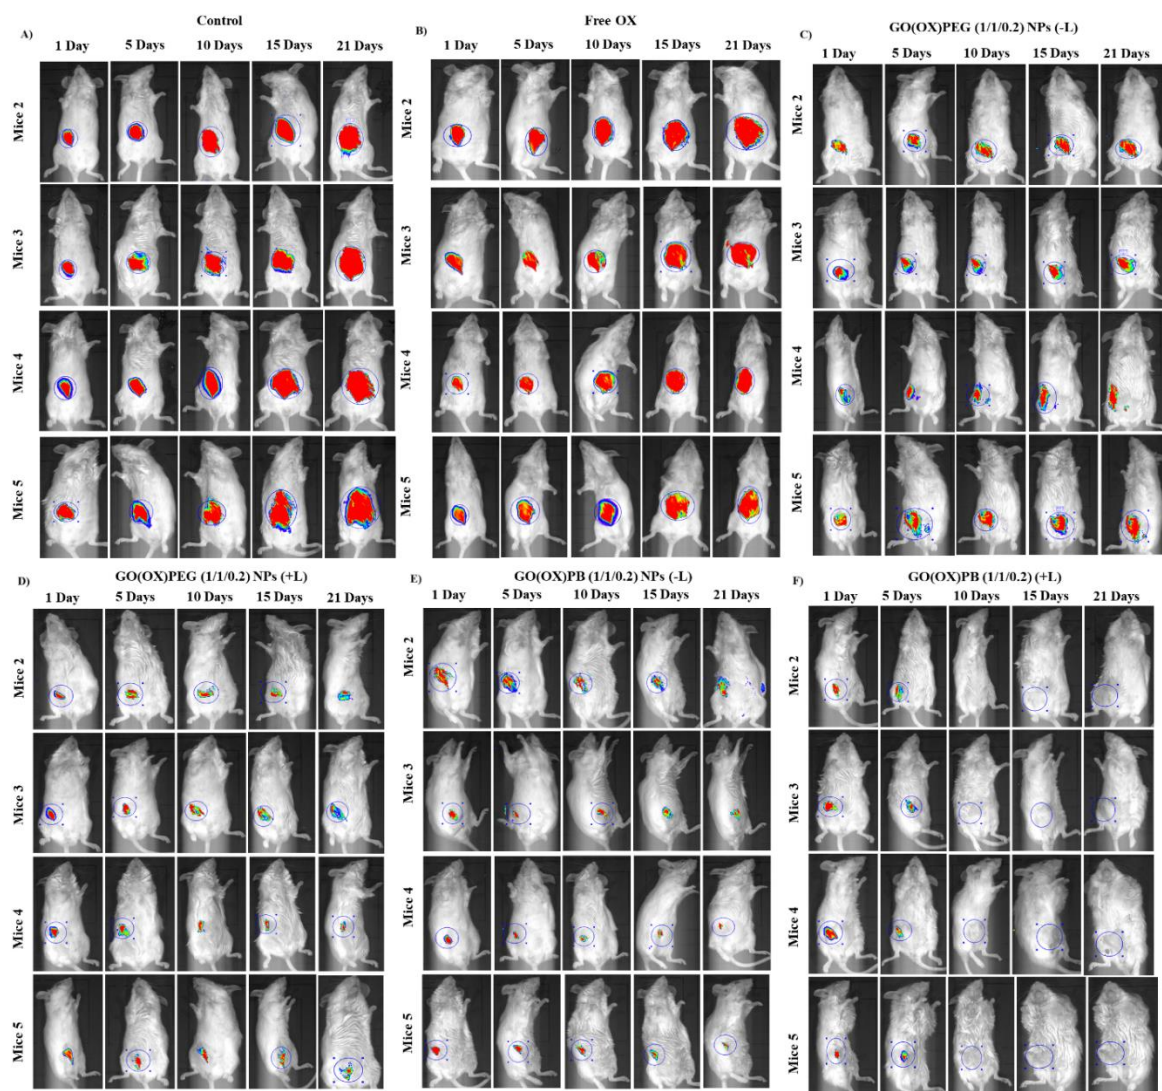 A)
Control
1 Day 5 Days 10 Days 15 Days 21 Days
Mice 2
Mice 3
Mice 4
Mice 5
B)
Free OX
1 Day 5 Days 10 Days 15 Days 21 Days
Mice 2
Mice 3
Mice 4
Mice 5
C)
GO(OX)PEG (1/1/0.2) NPs (-L)
1 Day 5 Days 10 Days 15 Days 21 Days
Mice 2
Mice 3
Mice 4
Mice 5
D)
GO(OX)PEG (1/1/0.2) NPs (+L)
1 Day 5 Days 10 Days 15 Days 21 Days
Mice 2
Mice 3
Mice 4
Mice 5
E)
GO(OX)PB (1/1/0.2) NPs (-L)
1 Day 5 Days 10 Days 15 Days 21 Days
Mice 2
Mice 3
Mice 4
Mice 5
F)
GO(OX)PB (1/1/0.2) (+L)
1 Day 5 Days 10 Days 15 Days 21 Days
Mice 2
Mice 3
Mice 4
Mice 5